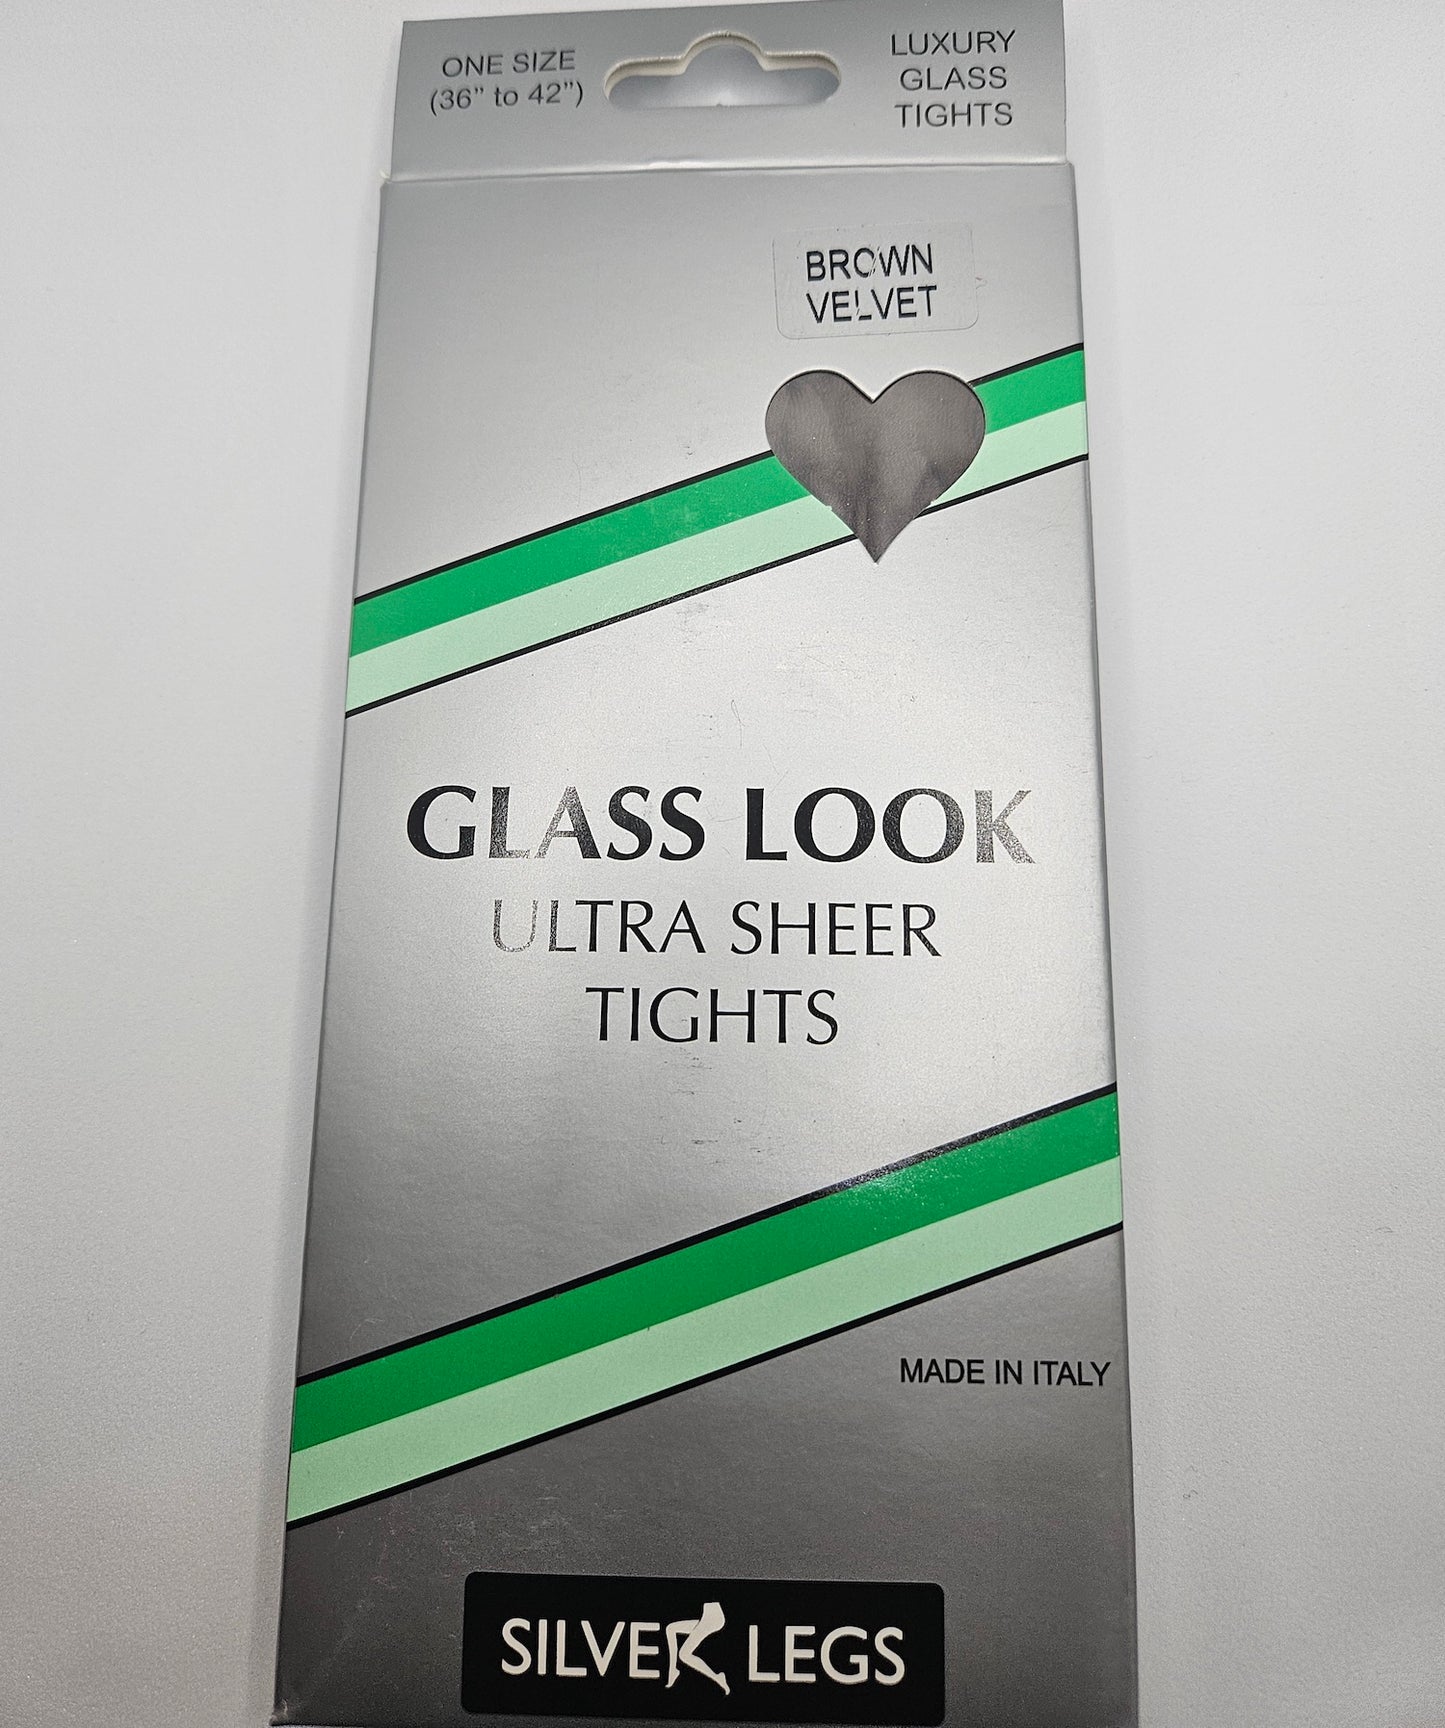 ONE SIZE
(36” to 42”)
LUXURY
GLASS
TIGHTS
BROWN
VELVET
GLASS LOOK
ULTRA SHEER
TIGHTS
MADE IN ITALY
SILVER LEGS